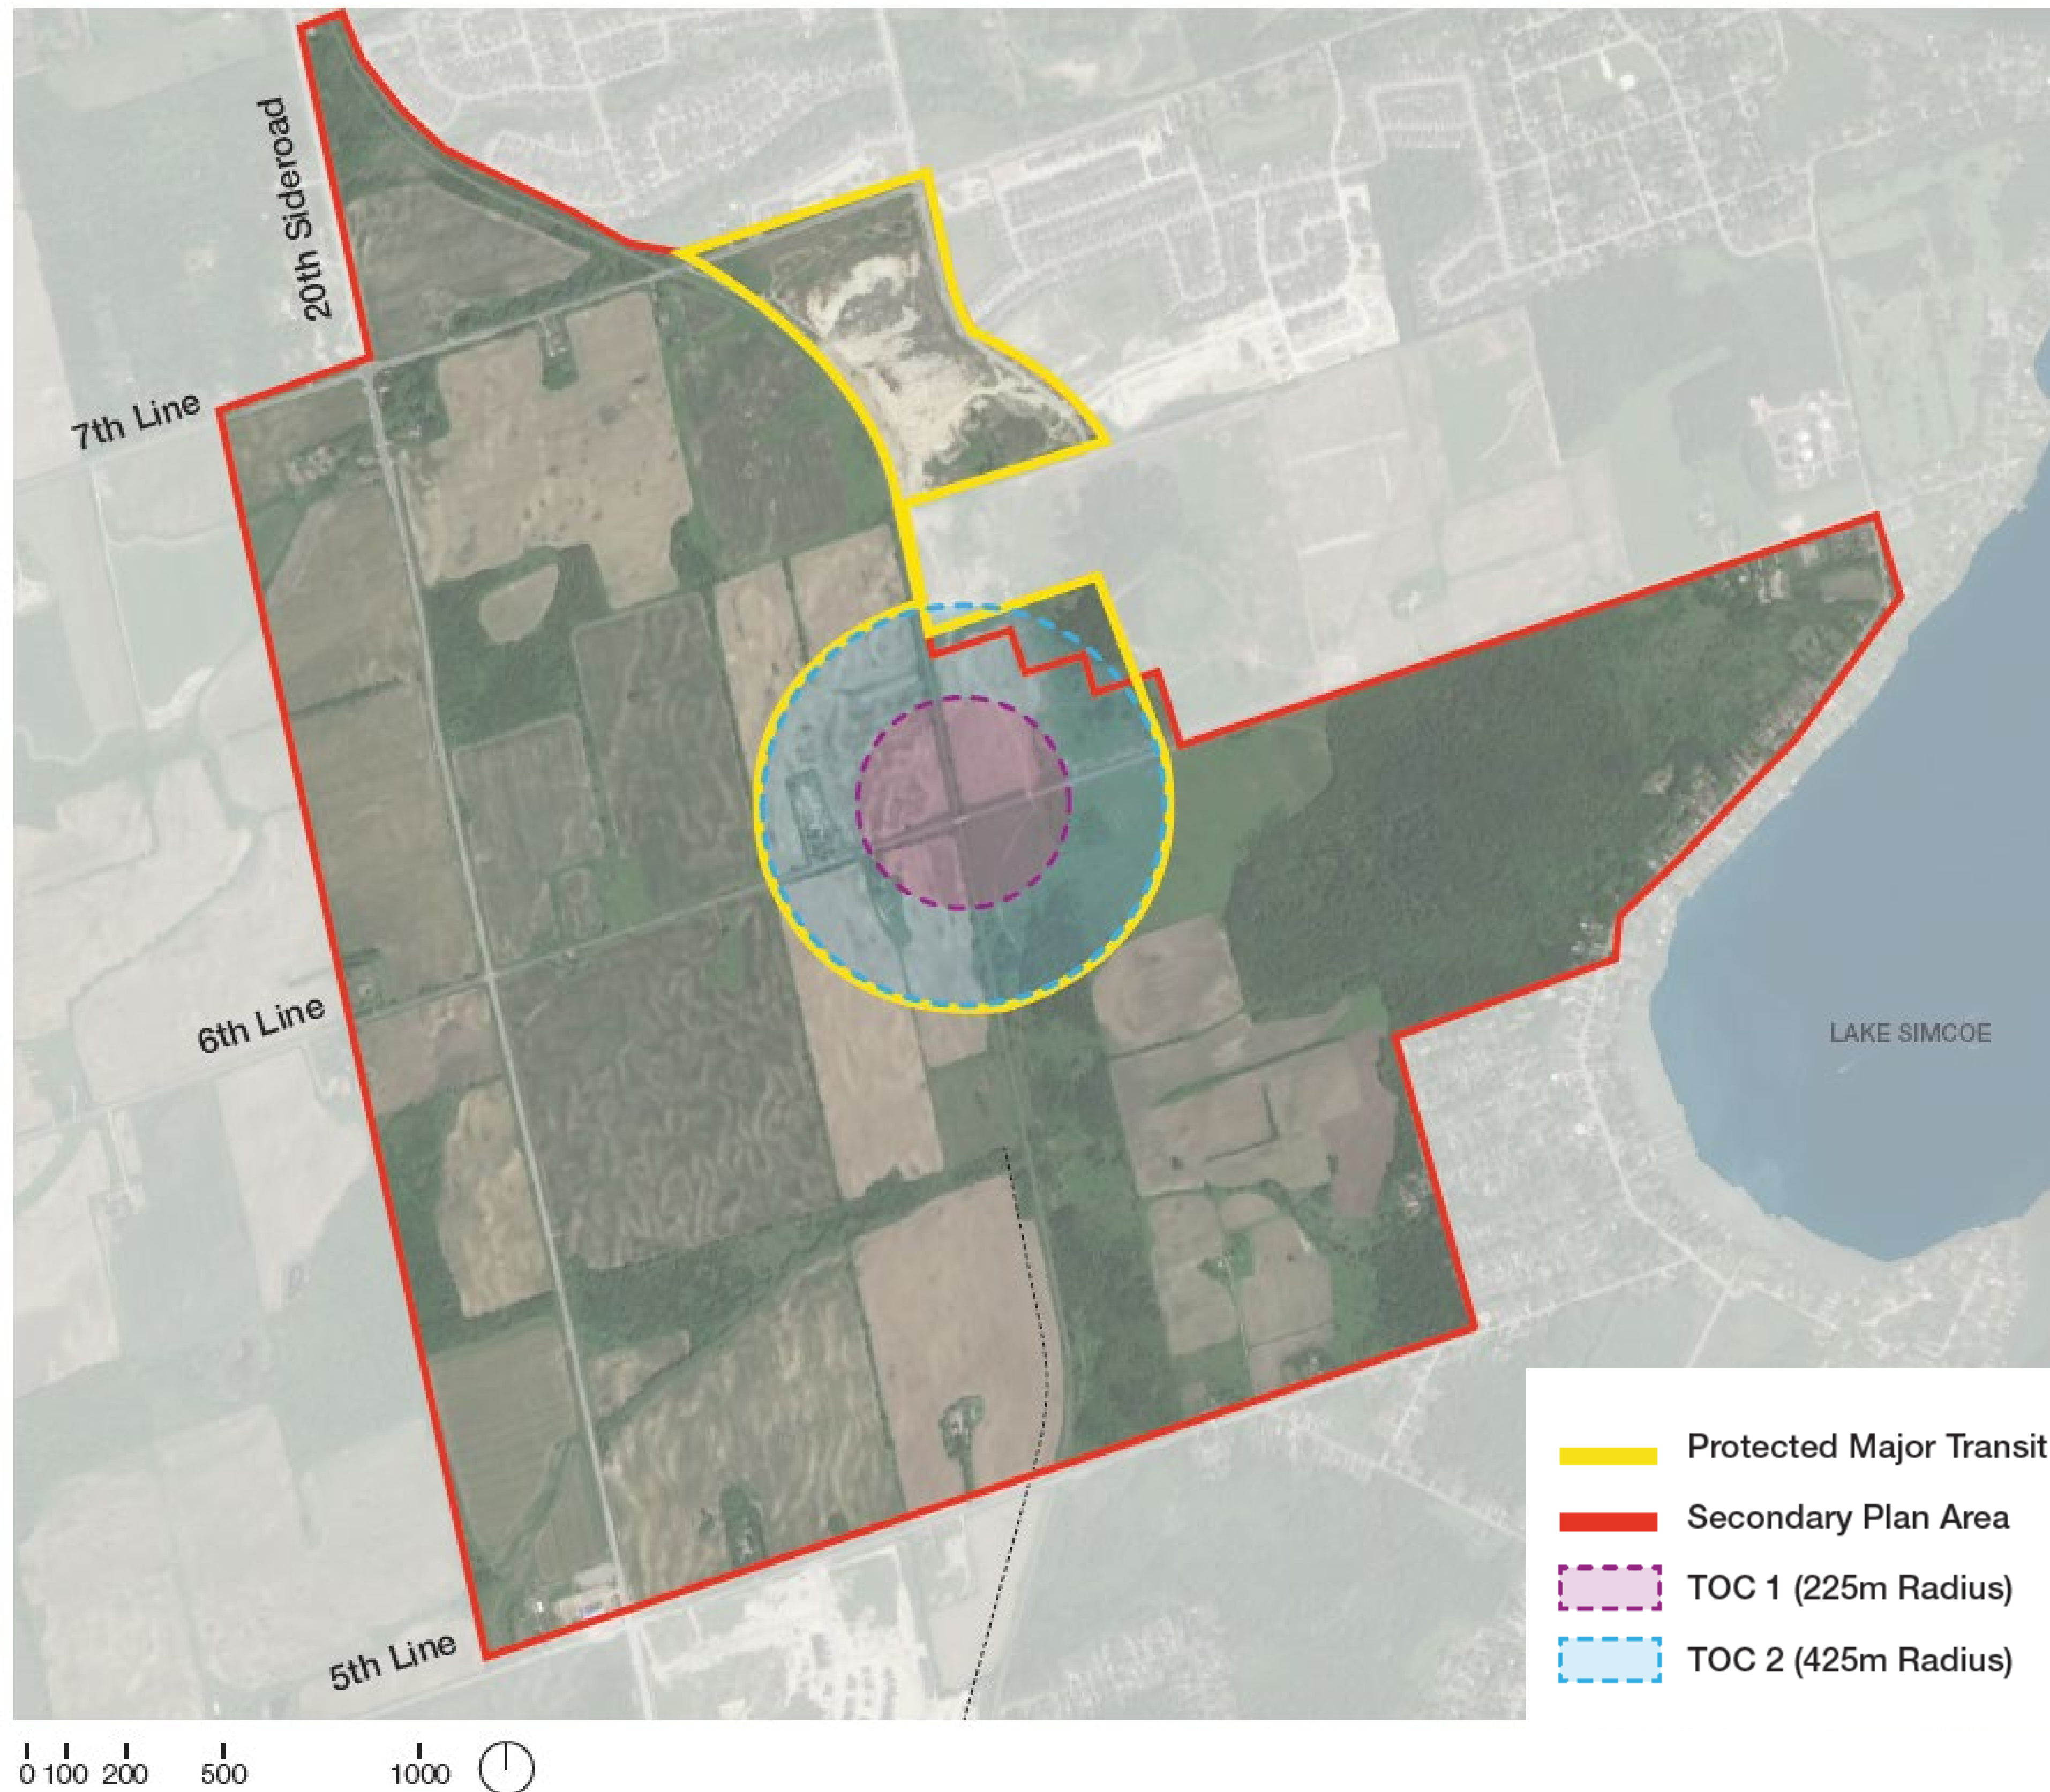 20th Sideroad
7th Line
6th Line
5th Line
LAKE SIMCOE
Protected Major Transit
Secondary Plan Area
TOC 1 (225m Radius)
TOC 2 (425m Radius)
0 100 200 500 1000